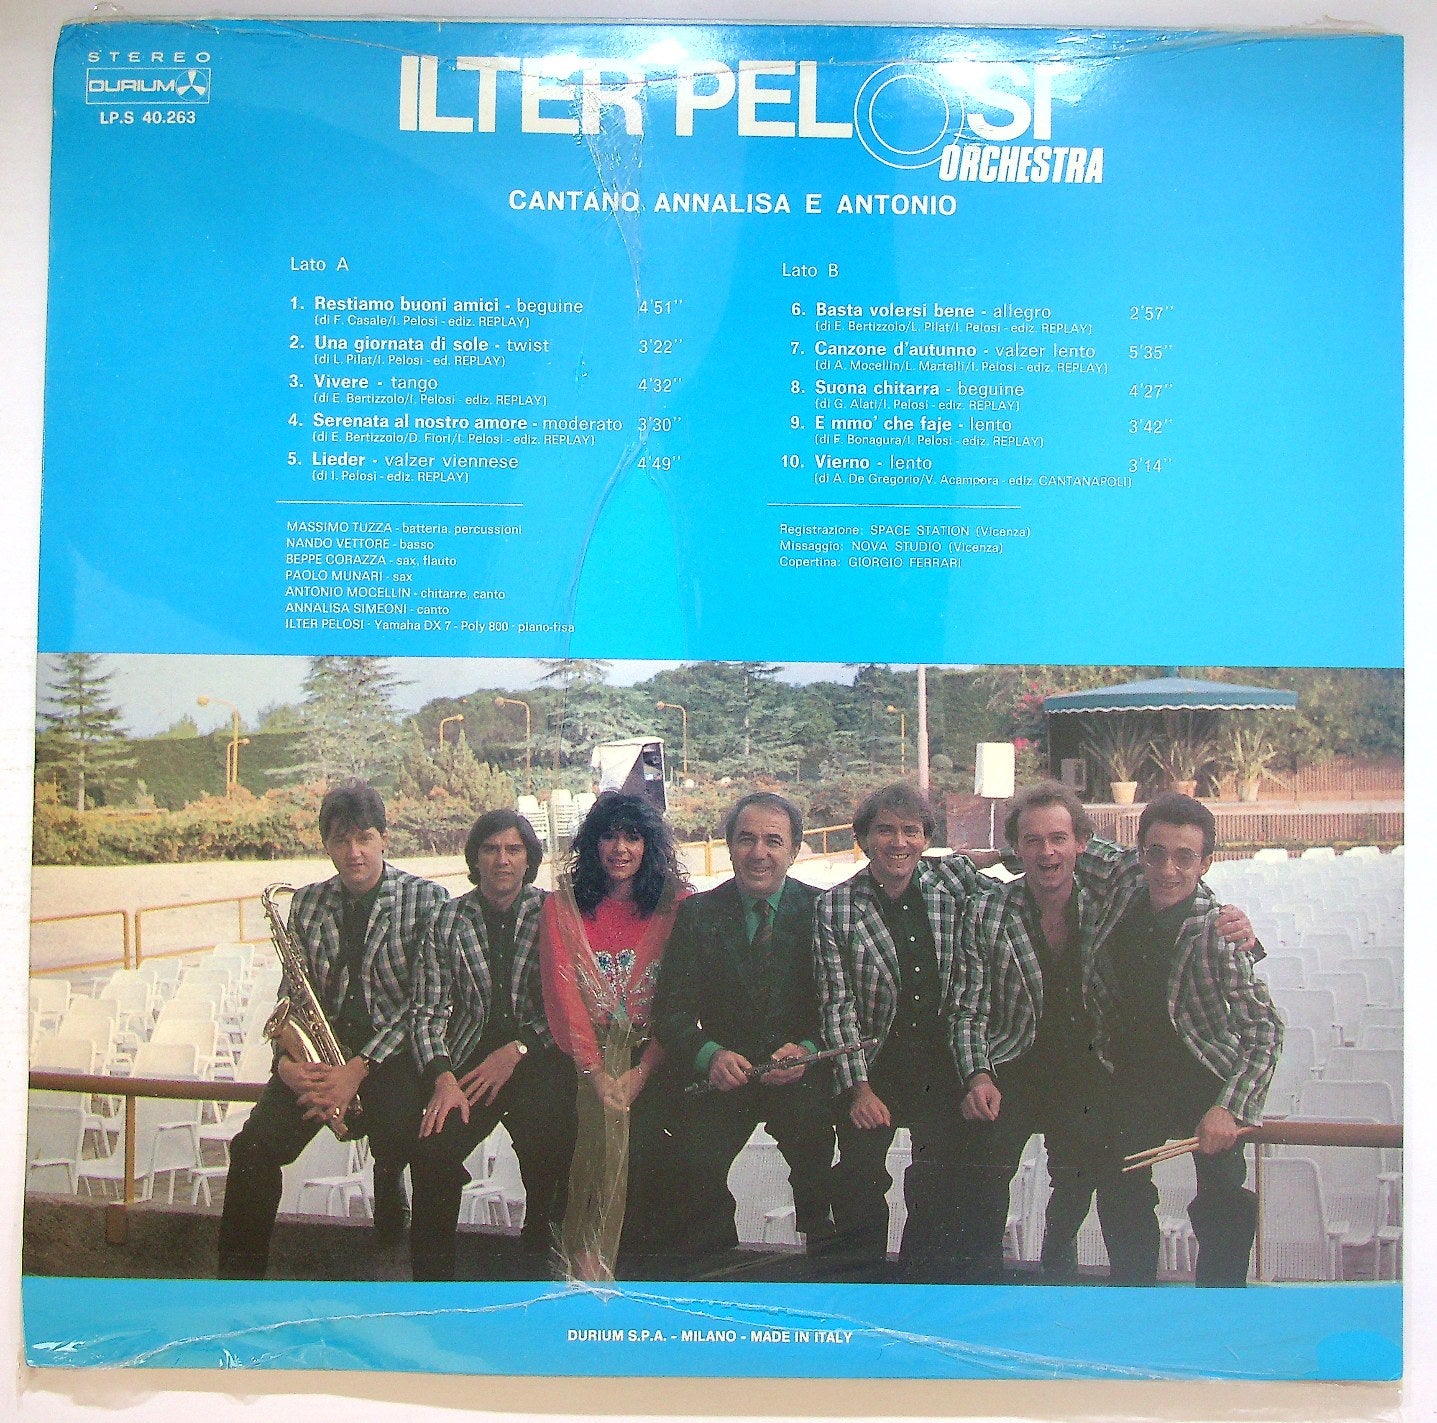 STEREO
DURIUM
LP.S 40.263
ILTER PELOSI
ORCHESTRA
CANTANO ANNALISA E ANTONIO
Lato A
1. Restiamo buoni amici - beguine 4'51''
(di F. Casale/I. Pelosi - ediz. REPLAY)
2. Una giornata di sole - twist 3'22''
(di L. Pilat/I. Pelosi - ed. REPLAY)
3. Vivere - tango 4'32''
(di E. Bertizzolo/I. Pelosi - ediz. REPLAY)
4. Serenata al nostro amore - moderato 3'30''
(di E. Bertizzolo/D. Fiori/I. Pelosi - ediz. REPLAY)
5. Lieder - valzer viennese 4'49''
(di I. Pelosi - ediz. REPLAY)
MASSIMO TUZZA - batteria, percussioni
NANDO VETTORE - basso
BEPPE CORAZZA - sax, flauto
PAOLO MUNARI - sax
ANTONIO MOCELLIN - chitarre, canto
ANNALISA SIMEONI - canto
ILTER PELOSI - Yamaha DX 7 - Poly 800 - piano-fisa
Lato B
6. Basta volersi bene - allegro 2'57''
(di E. Bertizzolo/L. Pilat/I. Pelosi - ediz. REPLAY)
7. Canzone d'autunno - valzer lento 5'35''
(di A. Mocellin/L. Martelli/I. Pelosi - ediz. REPLAY)
8. Suona chitarra - beguine 4'27''
(di G. Alati/I. Pelosi - ediz. REPLAY)
9. E mmo' che faje - lento 3'42''
(di F. Bonagura/I. Pelosi - ediz. REPLAY)
10. Vierno - lento 3'14''
(di A. De Gregorio/V. Acampora - ediz. CANTANAPOLI)
Registrazione: SPACE STATION (Vicenza)
Missaggio: NOVA STUDIO (Vicenza)
Copertina: GIORGIO FERRARI
DURIUM S.P.A. - MILANO - MADE IN ITALY